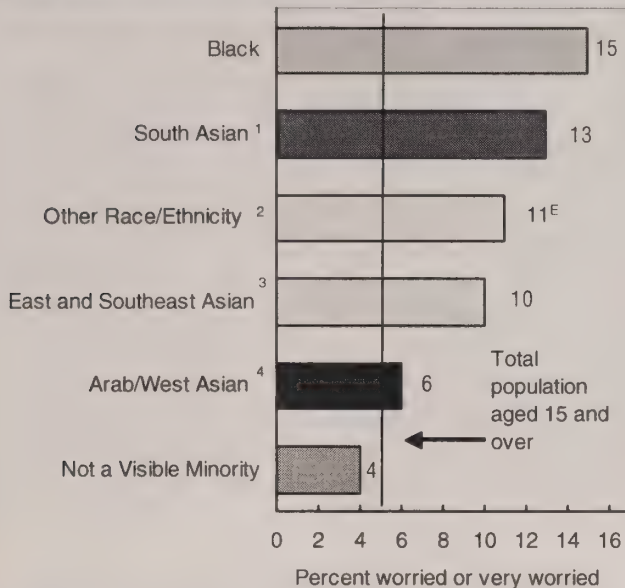 Black 15
South Asian 1 13
Other Race/Ethnicity 2 11E
East and Southeast Asian 3 10
Arab/West Asian 4 6
Total
population
aged 15 and
over
Not a Visible Minority 4
0 2 4 6 8 10 12 14 16
Percent worried or very worried